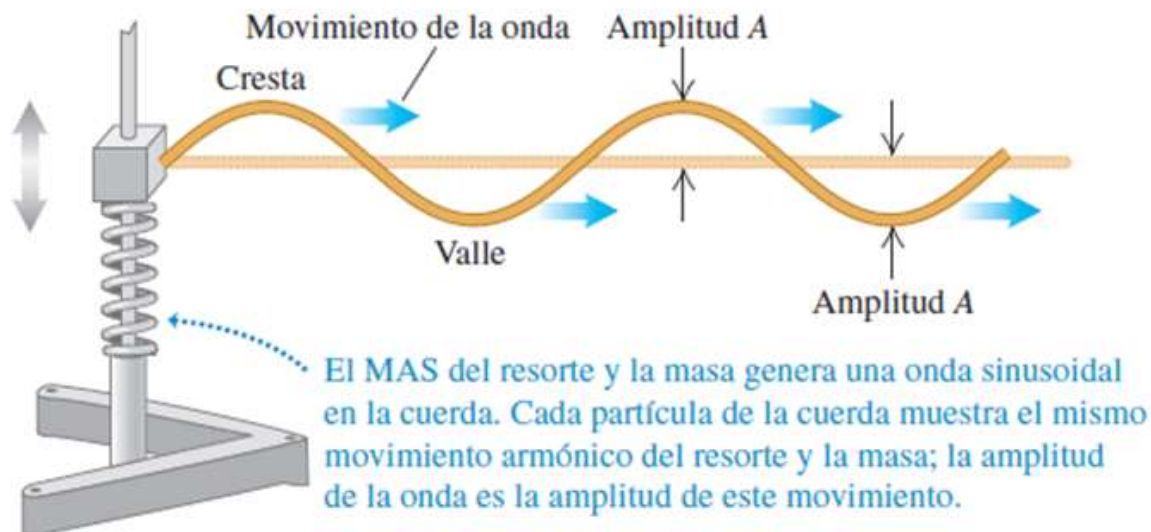 Movimiento de la onda
Amplitud A
Cresta
Valle
Amplitud A
El MAS del resorte y la masa genera una onda sinusoidal
en la cuerda. Cada partícula de la cuerda muestra el mismo
movimiento armónico del resorte y la masa; la amplitud
de la onda es la amplitud de este movimiento.